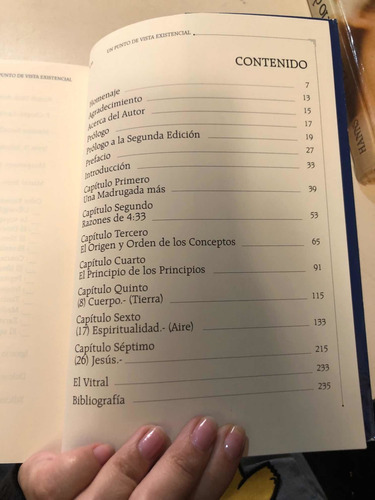 UN PUNTO DE VISTA EXISTENCIAL
CONTENIDO
Homenaje 7
Agradecimiento 13
Acerca del Autor 15
Prólogo 17
Prólogo a la Segunda Edición 19
Prefacio 27
Introducción 33
Capítulo Primero
Una Madrugada más 39
Capítulo Segundo
Razones de 4:33 53
Capítulo Tercero
El Origen y Orden de los Conceptos 65
Capítulo Cuarto
El Principio de los Principios 91
Capítulo Quinto
(8) Cuerpo.- (Tierra) 115
Capítulo Sexto
(17) Espiritualidad.- (Aire) 133
Capítulo Séptimo
(26) Jesús.- 215
El Vitral 233
Bibliografía 235
PUNTO DE VISTA EXISTENCIAL